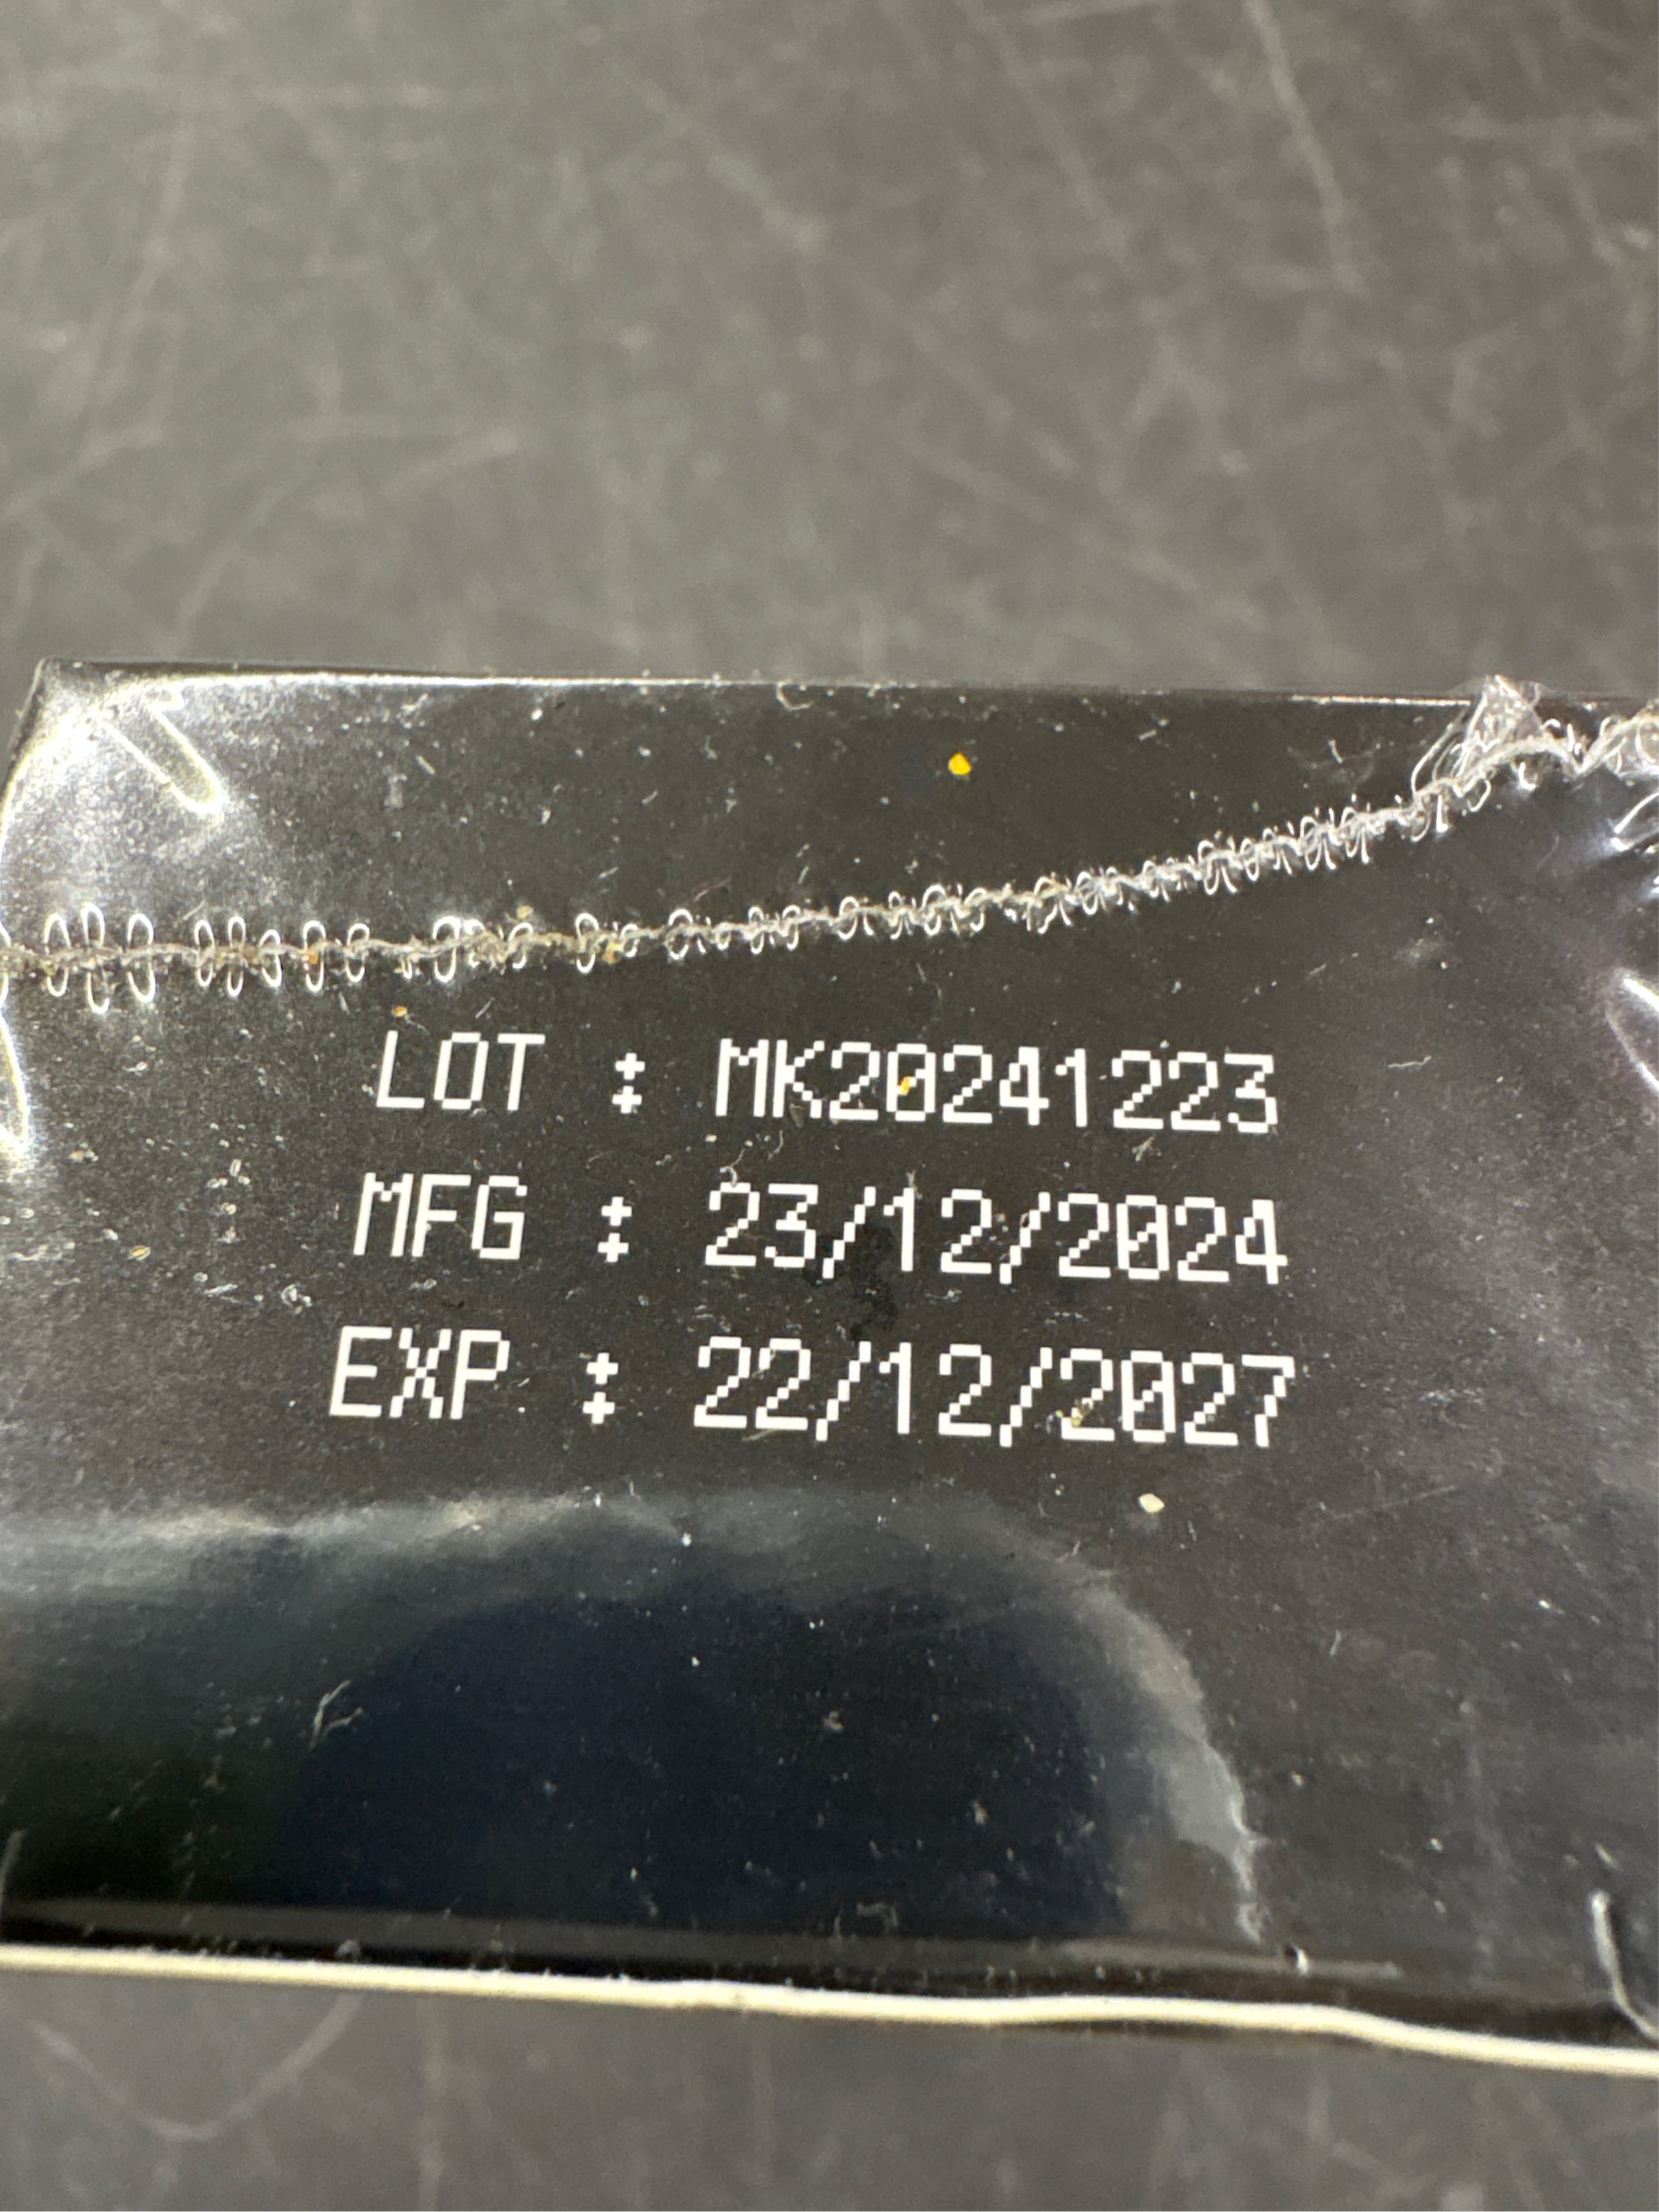 LOT : MK20241223
MFG : 23/12/2024
EXP : 22/12/2027